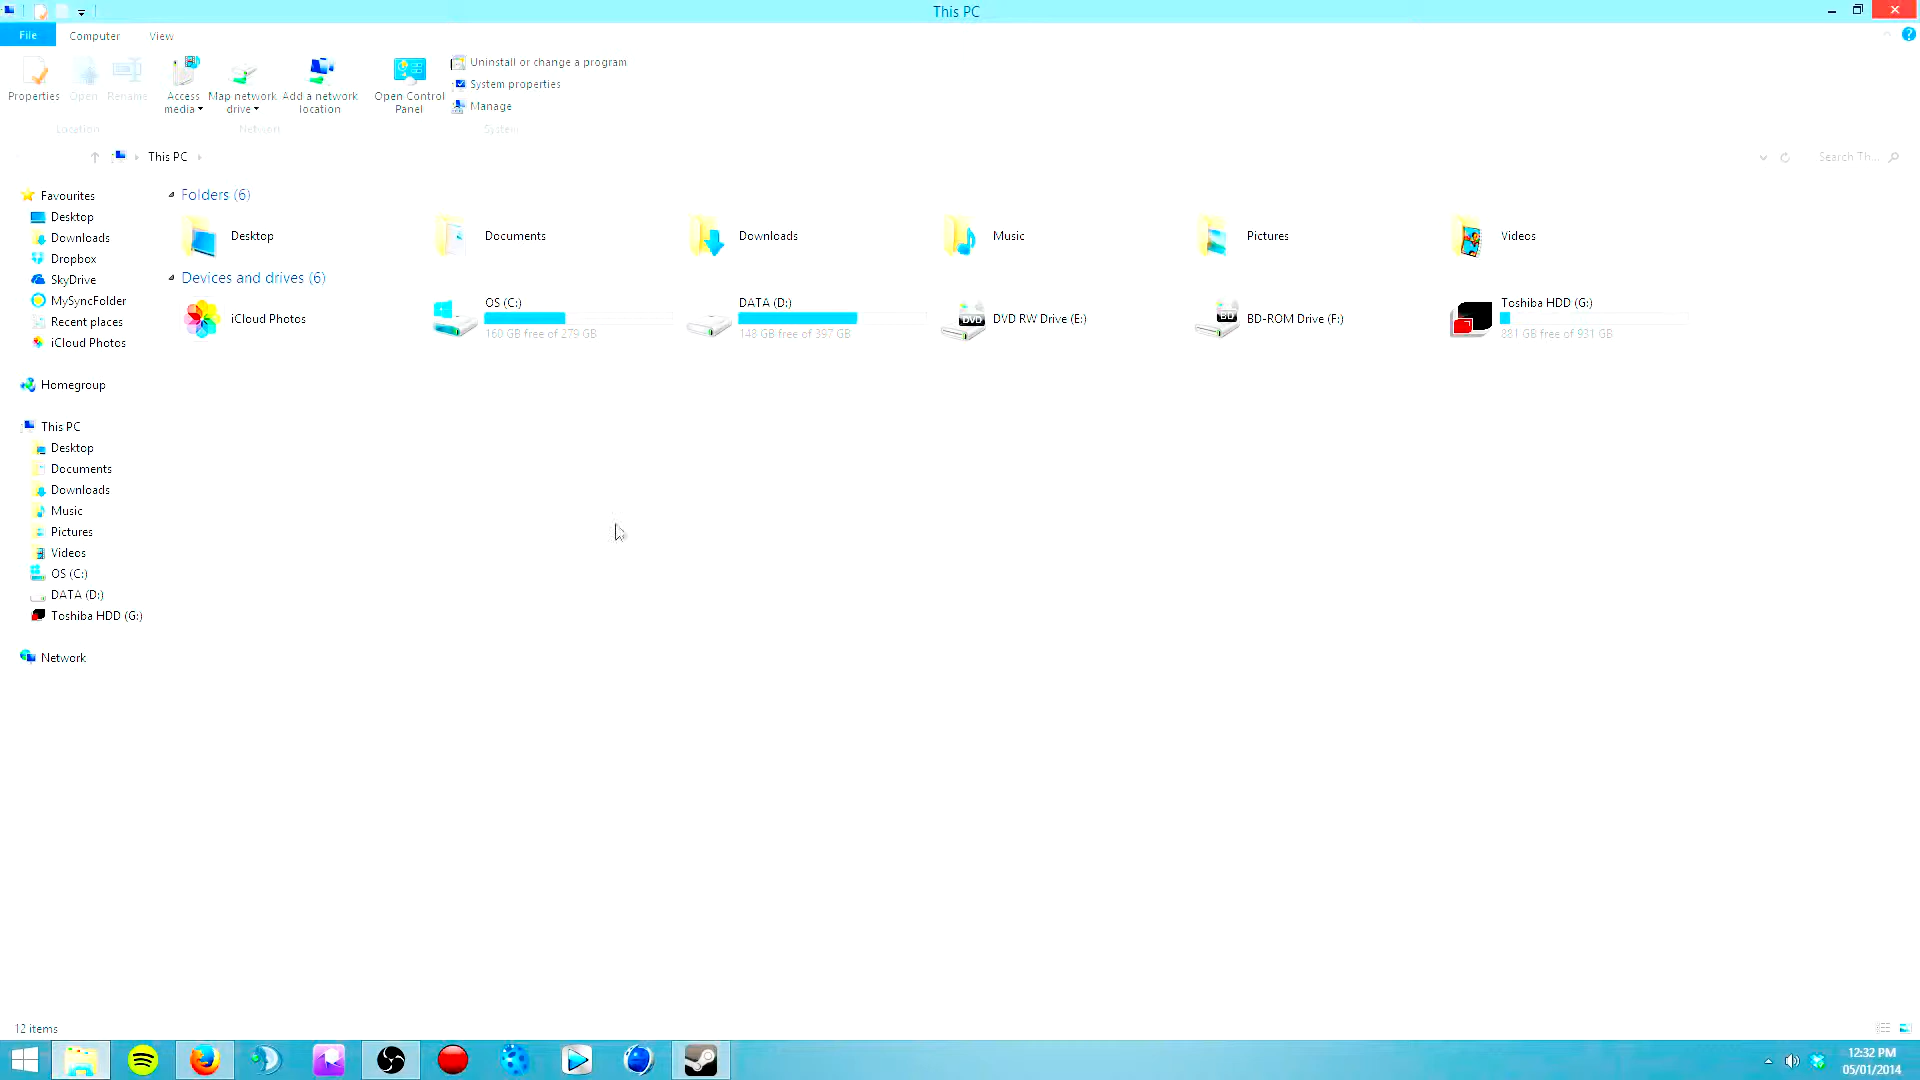 This PC
File Computer View
Properties Open Rename Access media Map network drive Add a network location Open Control Panel
Uninstall or change a program
System properties
Manage
Location Network System
This PC Search Th...
Favourites
Desktop
Downloads
Dropbox
SkyDrive
MySyncFolder
Recent places
iCloud Photos
Homegroup
This PC
Desktop
Documents
Downloads
Music
Pictures
Videos
OS (C:)
DATA (D:)
Toshiba HDD (G:)
Network
Folders (6)
Desktop Documents Downloads Music Pictures Videos
Devices and drives (6)
iCloud Photos
OS (C:)
160 GB free of 279 GB
DATA (D:)
148 GB free of 397 GB
DVD
DVD RW Drive (E:)
BD
BD-ROM Drive (F:)
Toshiba HDD (G:)
881 GB free of 931 GB
12 items
12:32 PM
05/01/2014